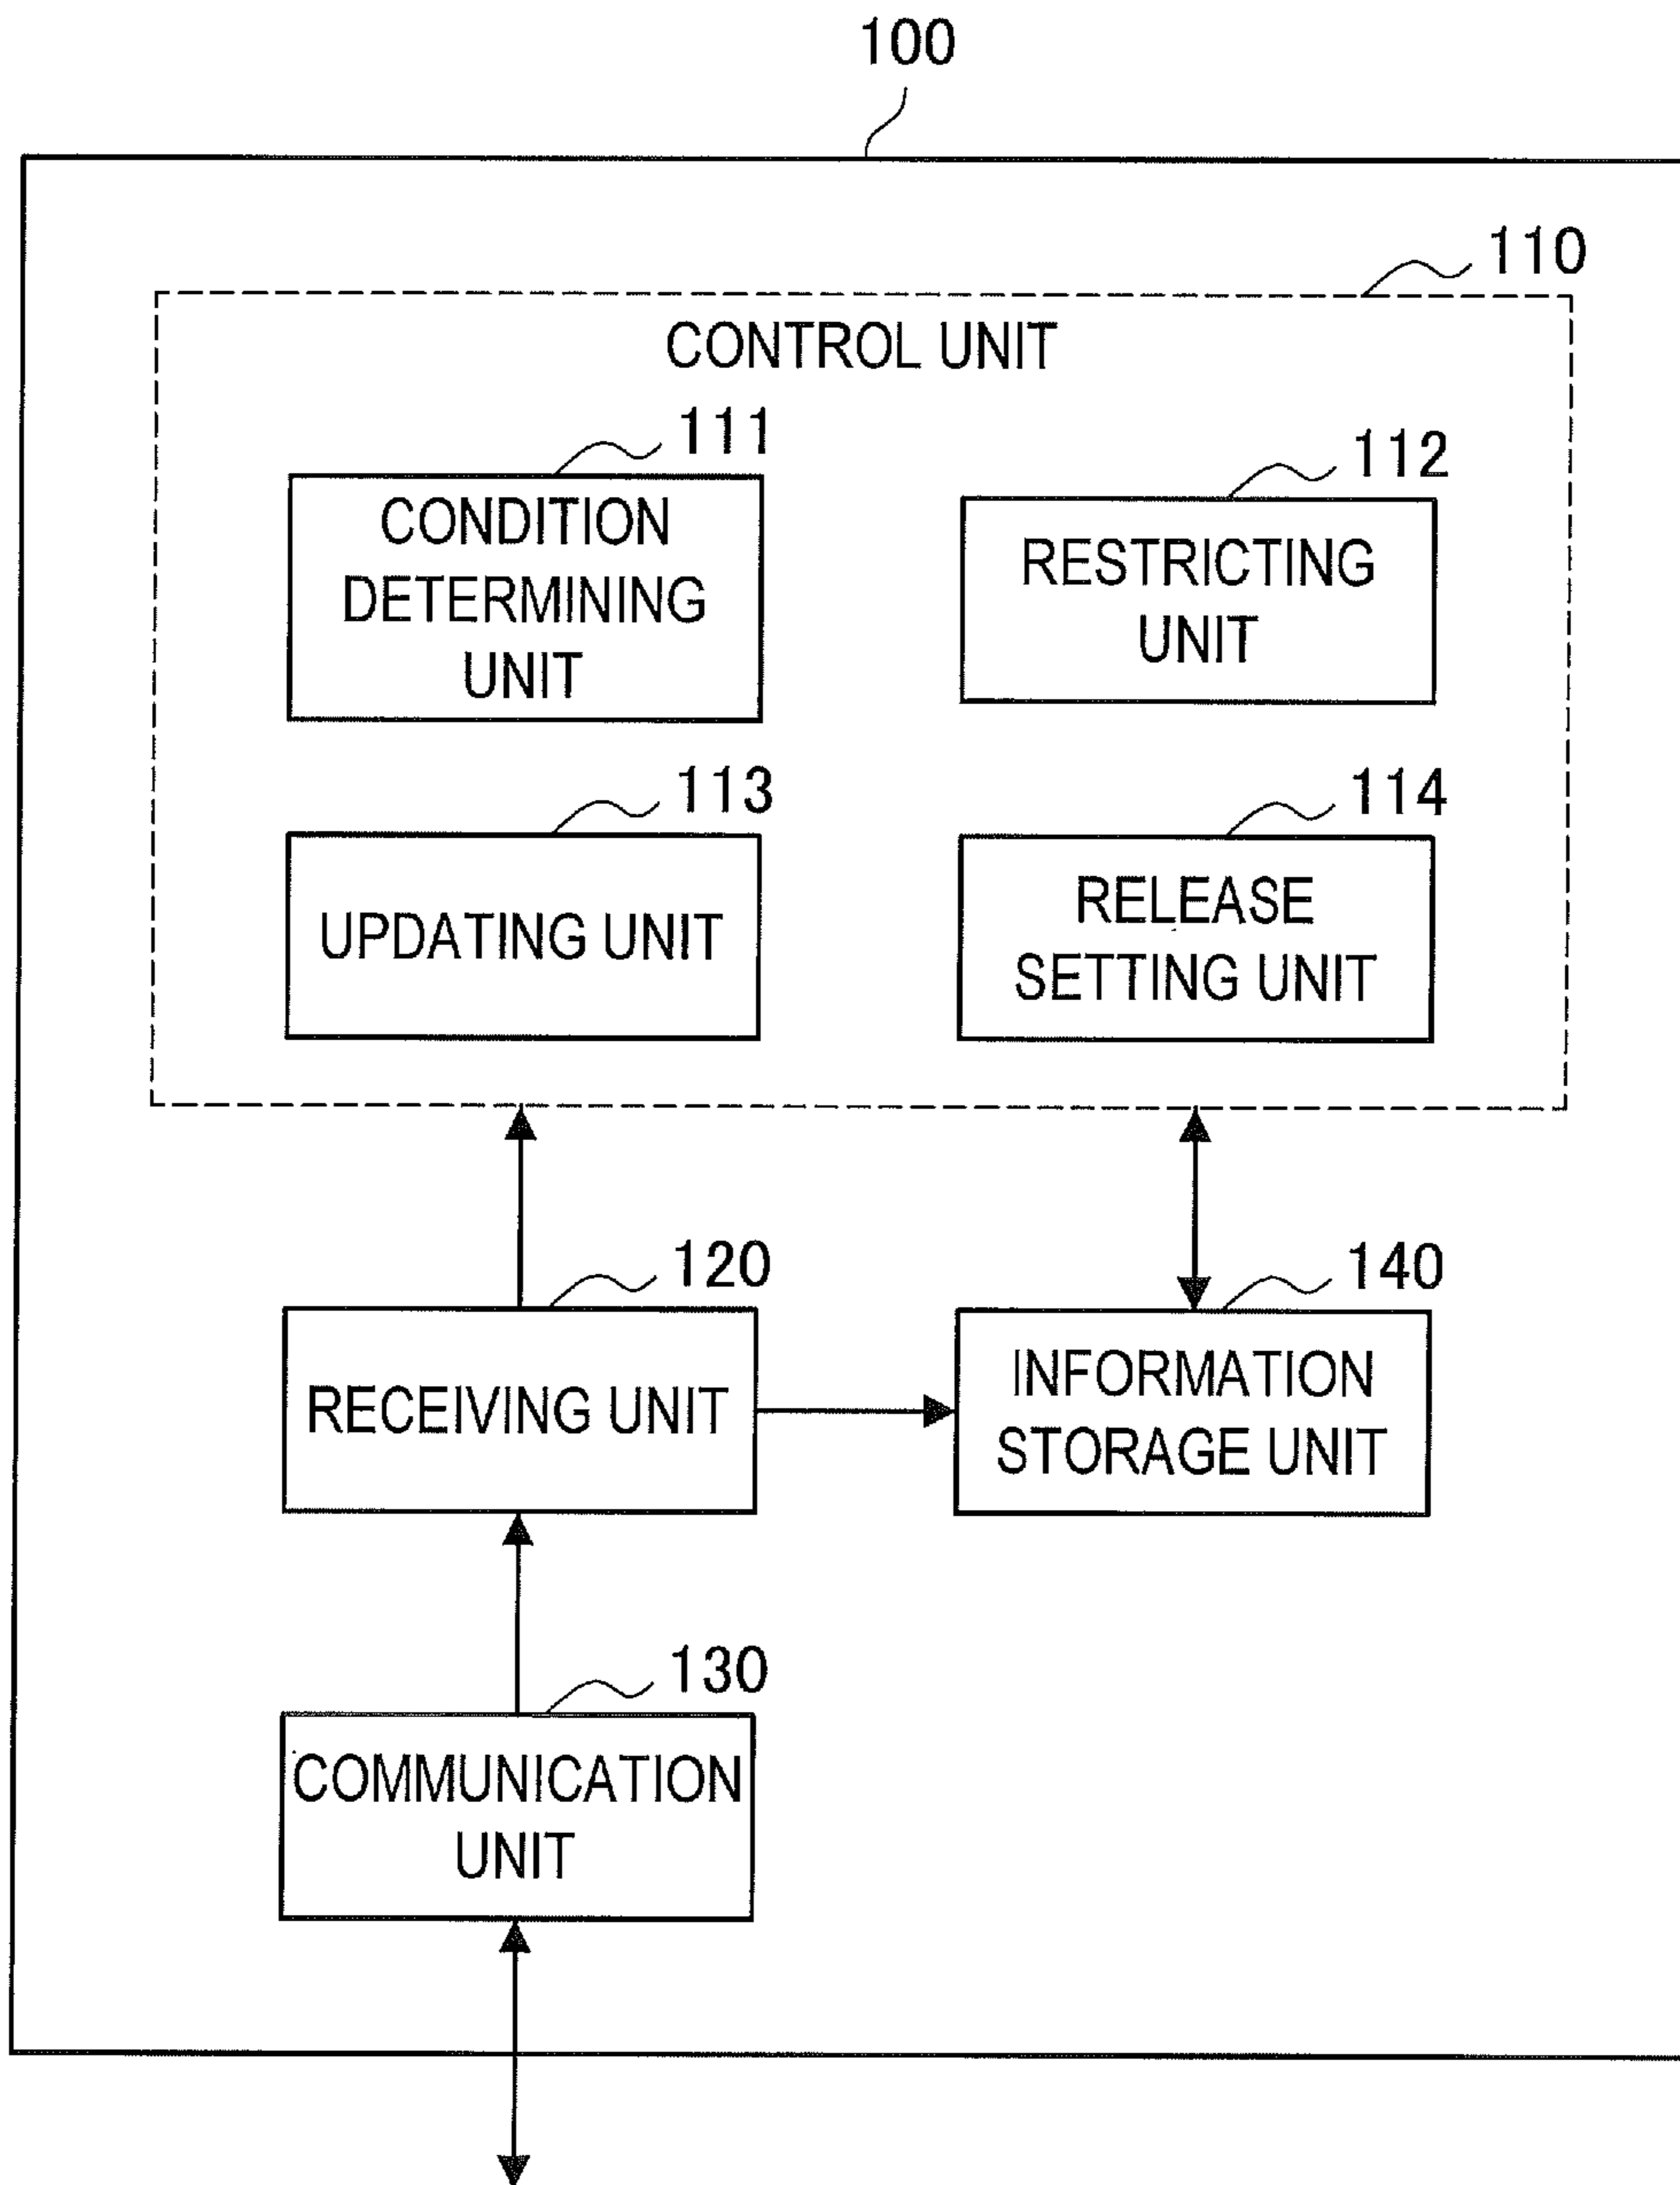 100
110
CONTROL UNIT
111
CONDITION
DETERMINING
UNIT
112
RESTRICTING
UNIT
113
UPDATING UNIT
114
RELEASE
SETTING UNIT
120
RECEIVING UNIT
140
INFORMATION
STORAGE UNIT
130
COMMUNICATION
UNIT